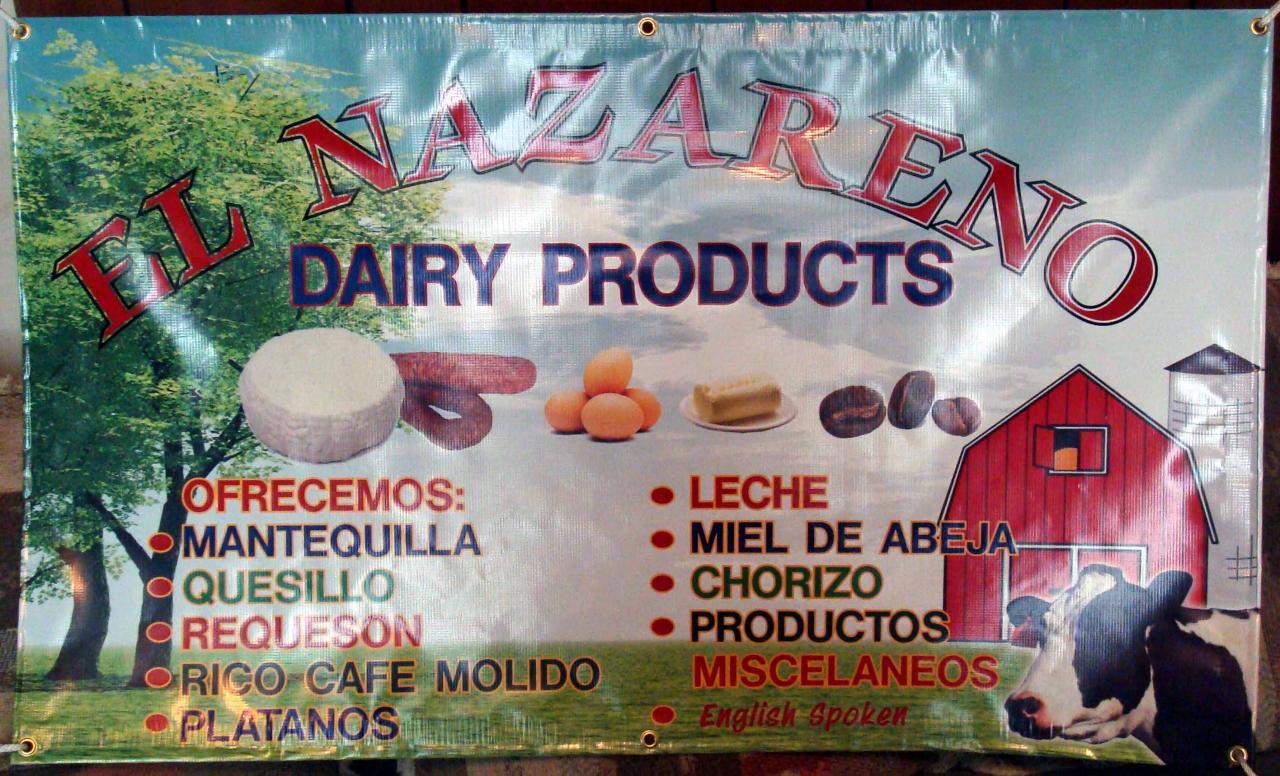 EL NAZARENO
DAIRY PRODUCTS
OFRECEMOS:
MANTEQUILLA
QUESILLO
REQUESON
RICO CAFE MOLIDO
PLATANOS
LECHE
MIEL DE ABEJA
CHORIZO
PRODUCTOS
MISCELANEOS
English Spoken